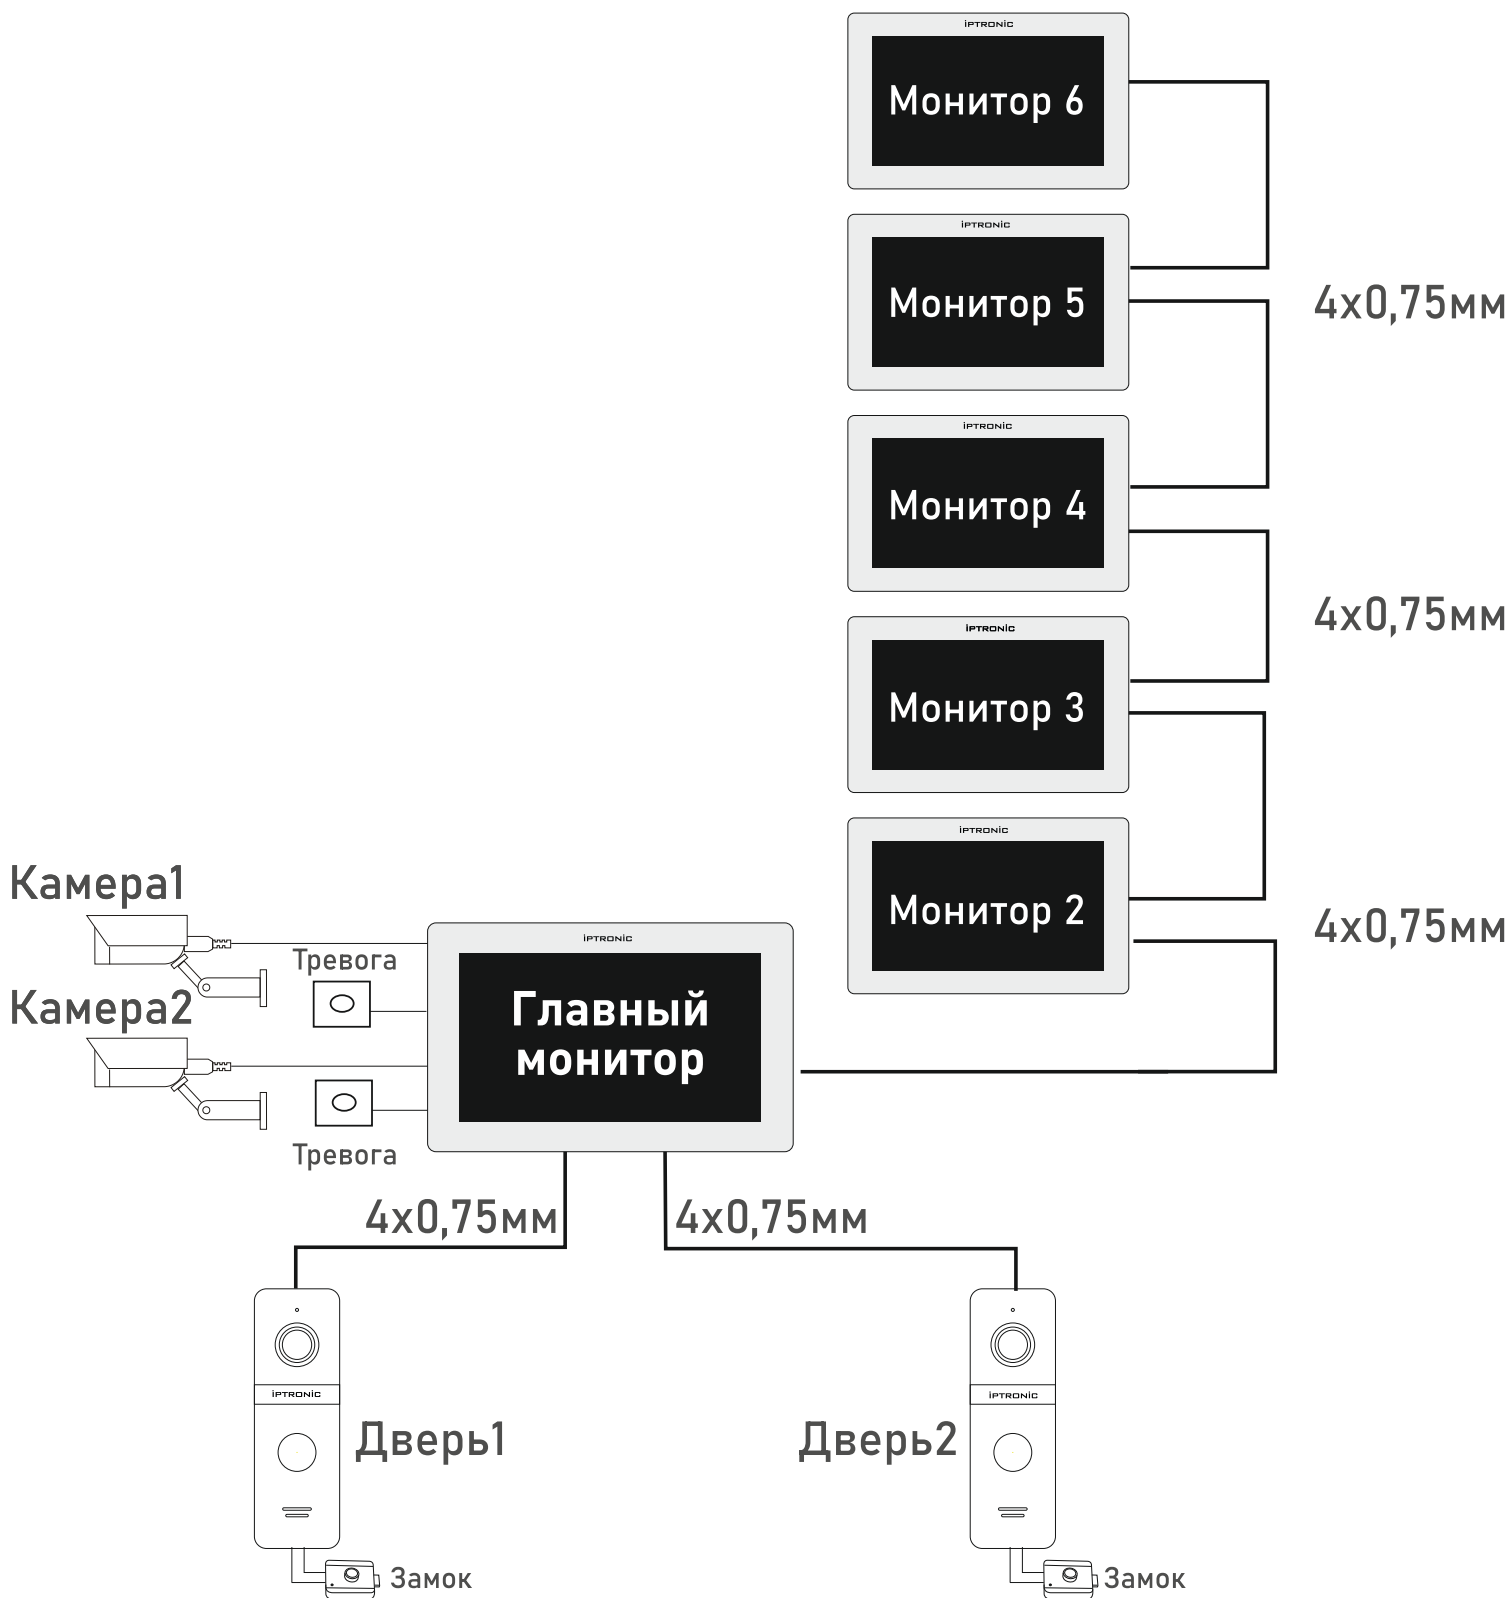 iPTRONiC
Монитор 6
iPTRONiC
Монитор 5
4x0,75мм
iPTRONiC
Монитор 4
4x0,75мм
iPTRONiC
Монитор 3
iPTRONiC
Монитор 2
4x0,75мм
Камера1
Тревога
Камера2
Тревога
iPTRONiC
Главный
монитор
4x0,75мм
4x0,75мм
iPTRONiC
Дверь1
Замок
iPTRONiC
Дверь2
Замок